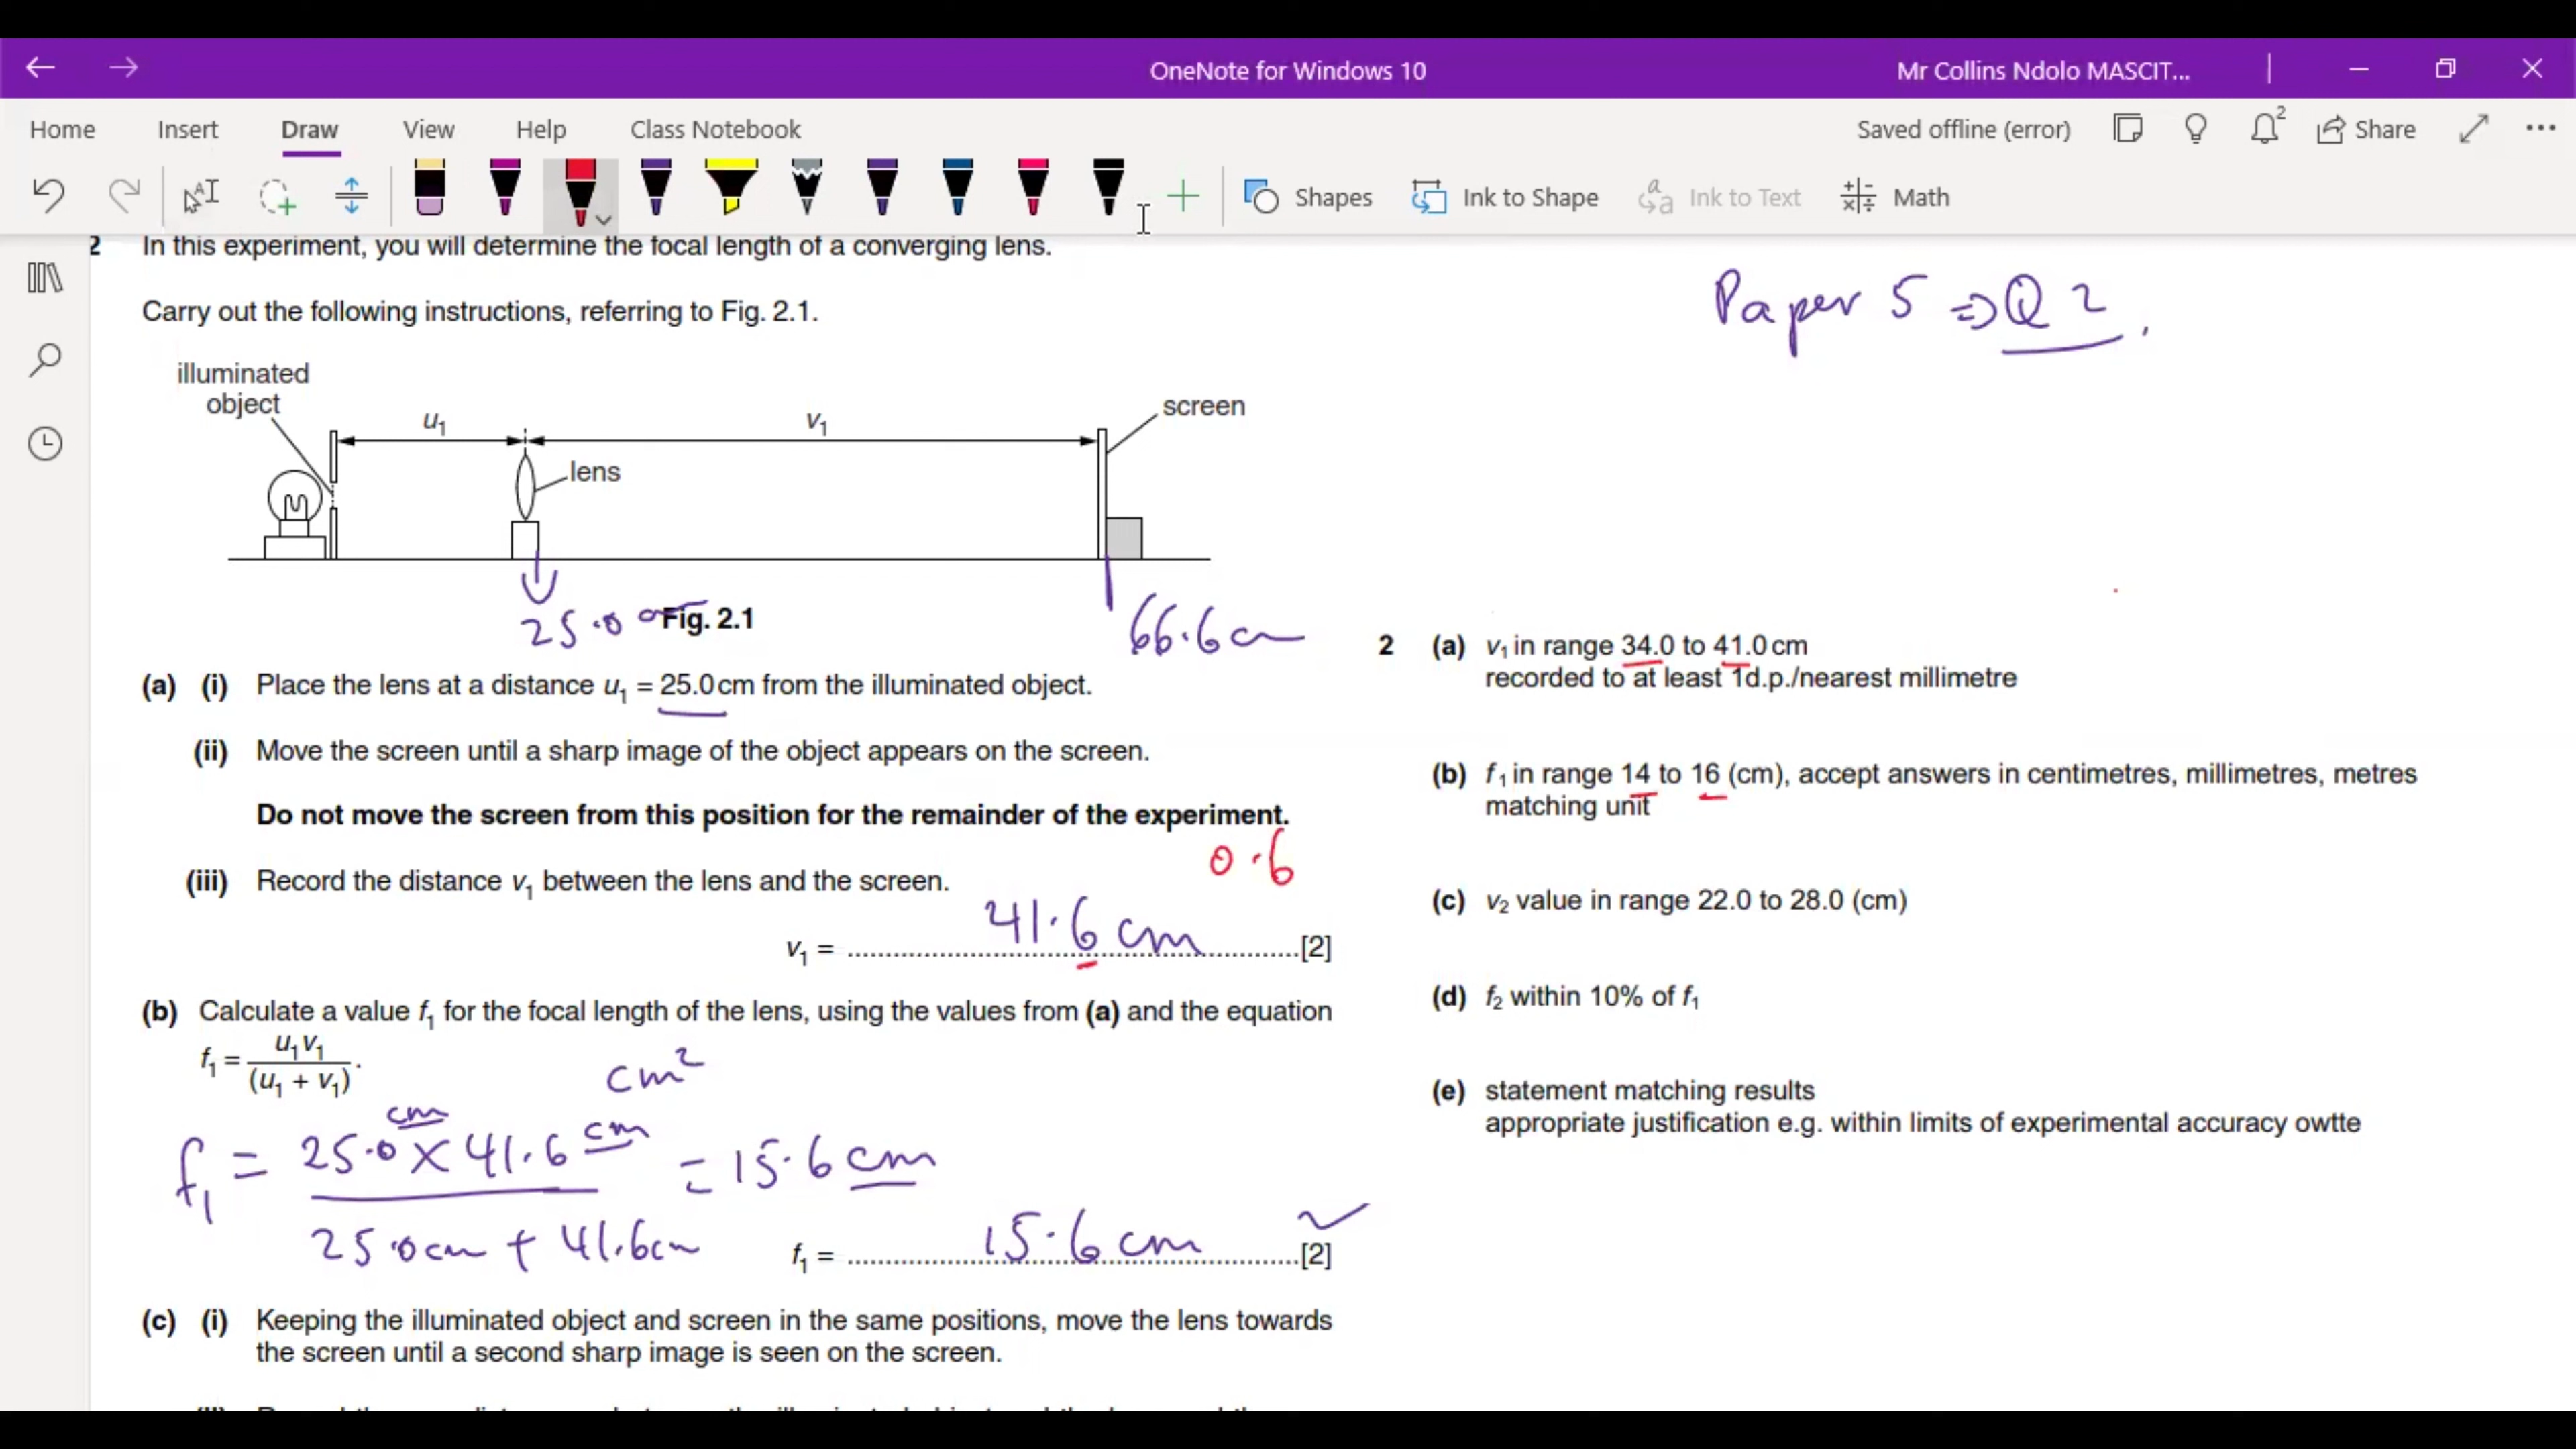 OneNote for Windows 10
Mr Collins Ndolo MASCIT...
Home Insert Draw View Help Class Notebook
Saved offline (error)
2
Share
Shapes
Ink to Shape
Ink to Text
Math
2 In this experiment, you will determine the focal length of a converging lens.
Paper 5 => Q 2.
Carry out the following instructions, referring to Fig. 2.1.
illuminated
object
u1
v1
screen
lens
25.0 cm
Fig. 2.1
66.6 cm
(a) (i) Place the lens at a distance u1 = 25.0 cm from the illuminated object.
(ii) Move the screen until a sharp image of the object appears on the screen.
Do not move the screen from this position for the remainder of the experiment.
0.6
(iii) Record the distance v1 between the lens and the screen.
41.6 cm
v1 = ................................................................[2]
(b) Calculate a value f1 for the focal length of the lens, using the values from (a) and the equation
f1 = u1 v1
(u1 + v1) .
cm²
cm
f1 = 25.0 × 41.6 cm = 15.6 cm
25.0 cm + 41.6 cm
15.6 cm
f1 = ................................................................[2]
(c) (i) Keeping the illuminated object and screen in the same positions, move the lens towards
the screen until a second sharp image is seen on the screen.
2 (a) v1 in range 34.0 to 41.0 cm
recorded to at least 1d.p./nearest millimetre
(b) f1 in range 14 to 16 (cm), accept answers in centimetres, millimetres, metres
matching unit
(c) v2 value in range 22.0 to 28.0 (cm)
(d) f2 within 10% of f1
(e) statement matching results
appropriate justification e.g. within limits of experimental accuracy owtte